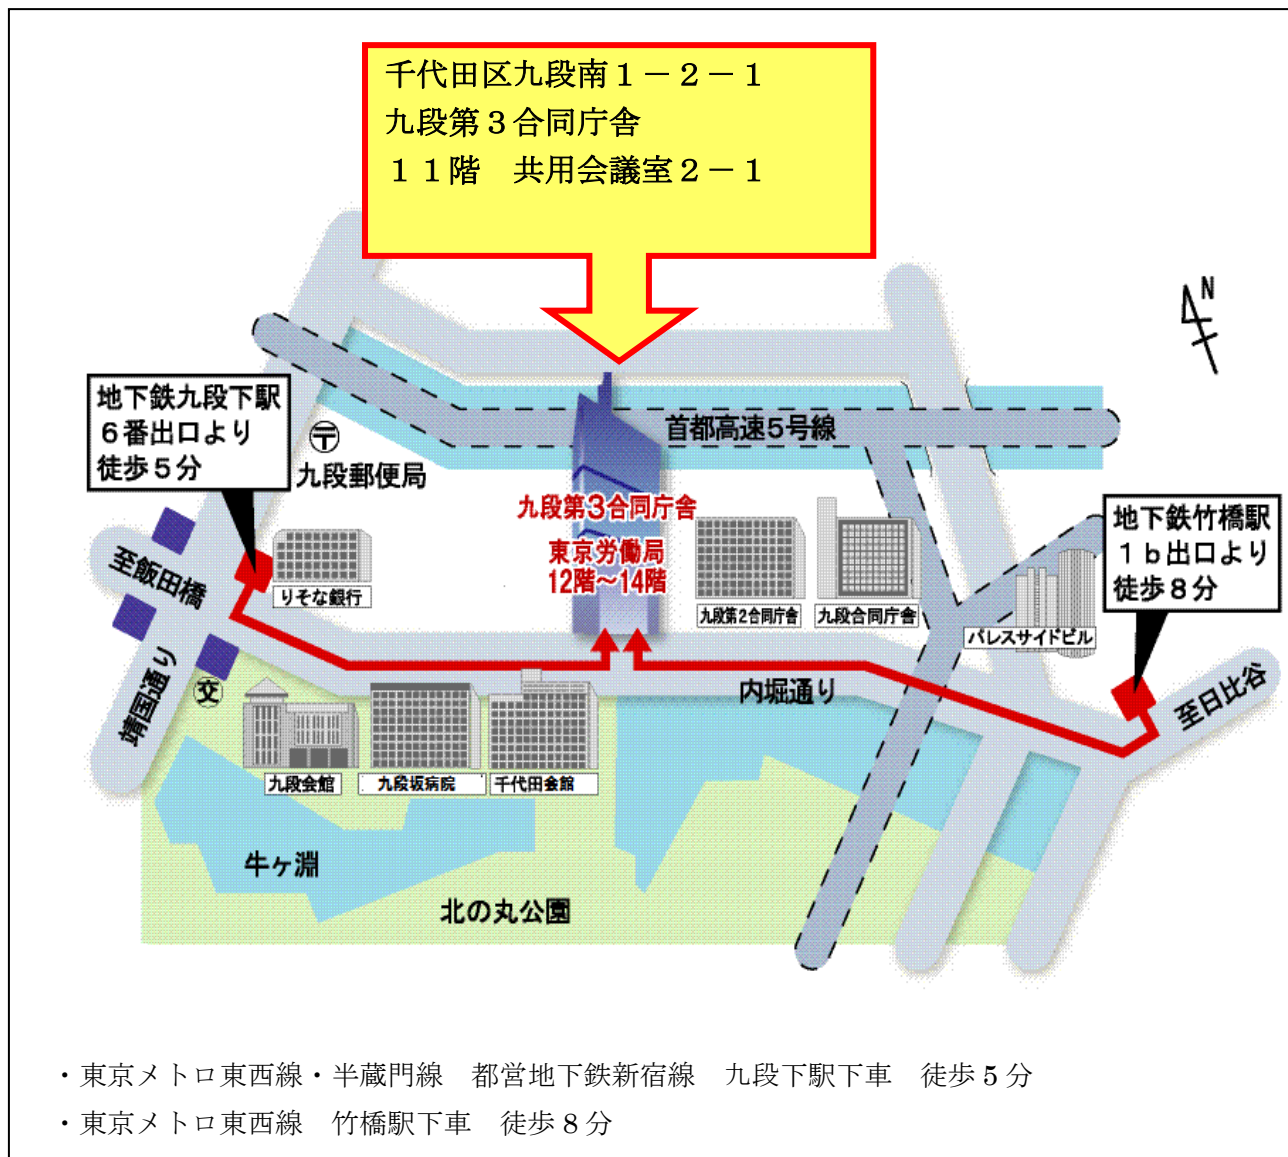 千代田区九段南１－２－１
九段第３合同庁舎
１１階　共用会議室２－１
N
地下鉄九段下駅
６番出口より
徒歩５分
〒
九段郵便局
首都高速5号線
九段第3合同庁舎
東京労働局
12階～14階
地下鉄竹橋駅
１ｂ出口より
徒歩８分
至飯田橋
りそな銀行
九段第2合同庁舎
九段合同庁舎
パレスサイドビル
靖国通り
交
内堀通り
至日比谷
九段会館
九段坂病院
千代田会館
牛ヶ淵
北の丸公園
・東京メトロ東西線・半蔵門線　都営地下鉄新宿線　九段下駅下車　徒歩 5 分
・東京メトロ東西線　竹橋駅下車　徒歩 8 分